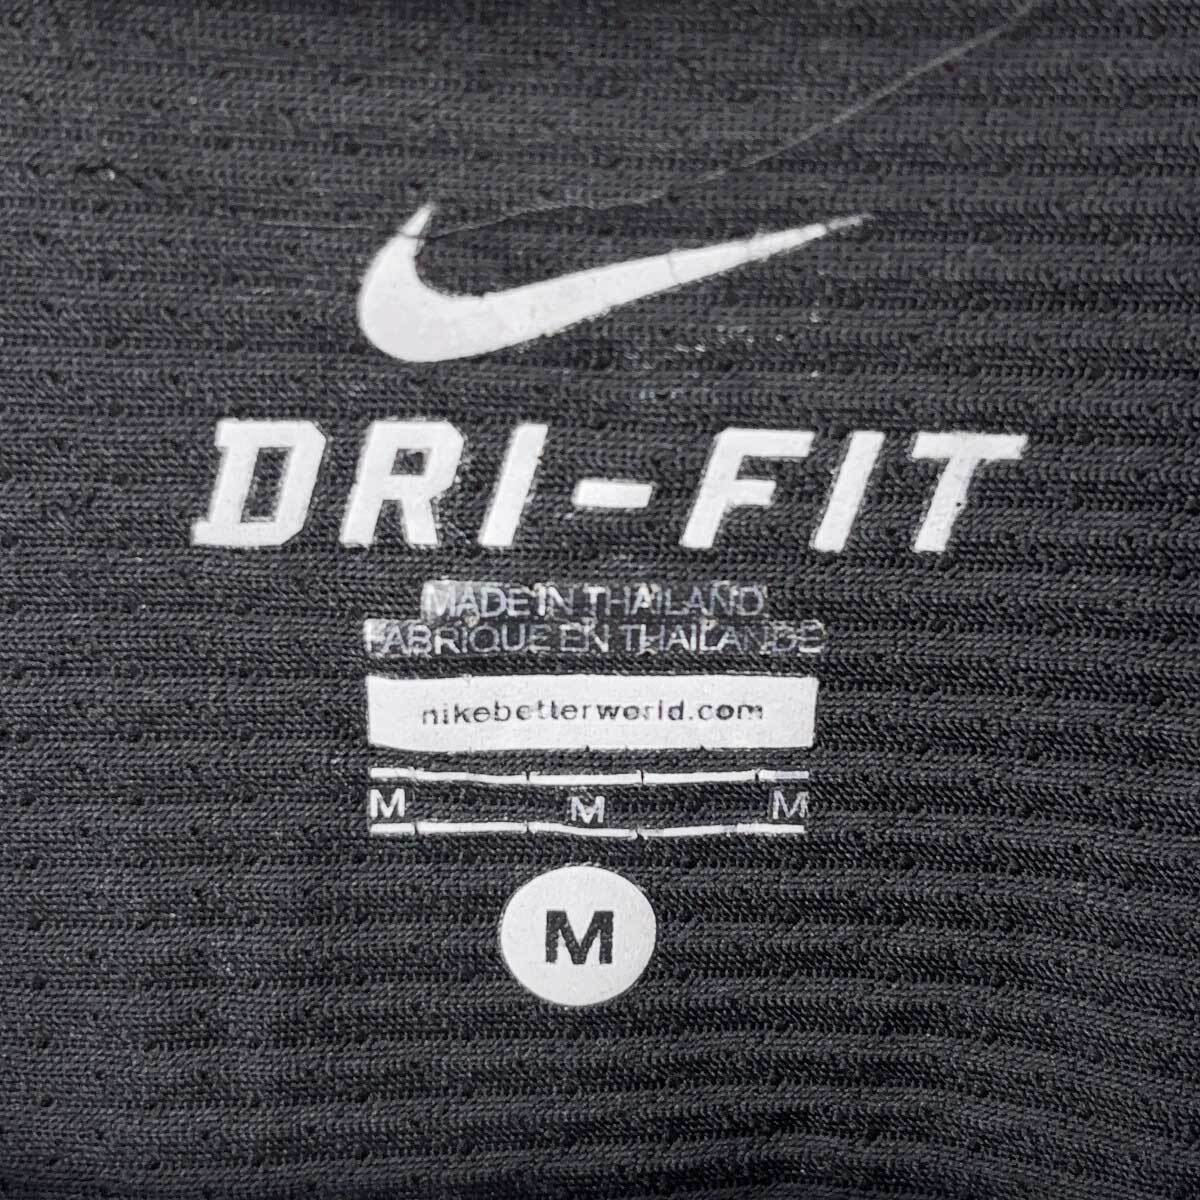 DRI-FIT
MADE IN THAILAND
FABRIQUE EN THAILANDE
nikebetterworld.com
M M M
M